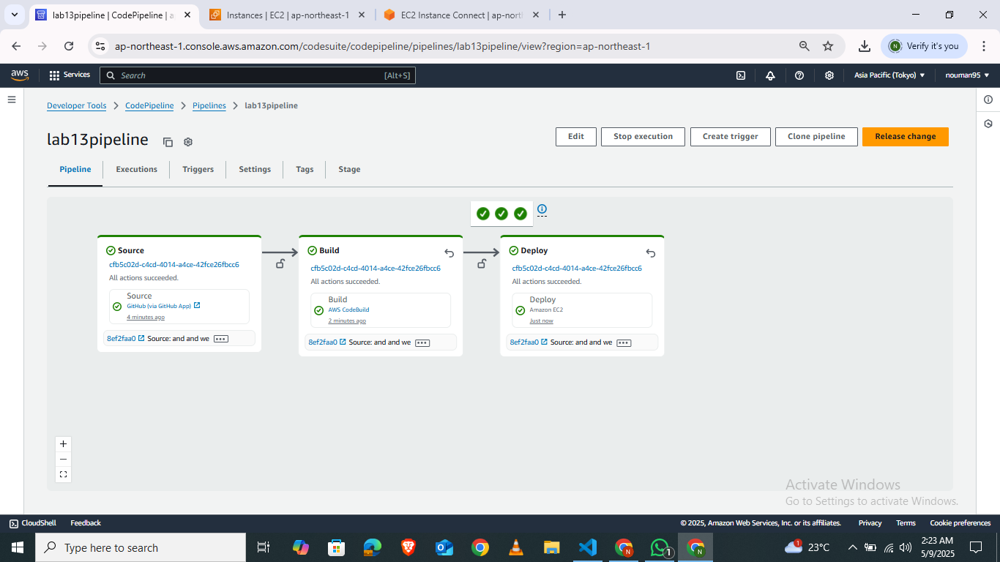 lab13pipeline | CodePipeline | a
Instances | EC2 | ap-northeast-1
EC2 Instance Connect | ap-nort
ap-northeast-1.console.aws.amazon.com/codesuite/codepipeline/pipelines/lab13pipeline/view?region=ap-northeast-1
Verify it's you
N
aws
Services
Search
[Alt+S]
Asia Pacific (Tokyo)
nouman95
Developer Tools
CodePipeline
Pipelines
lab13pipeline
lab13pipeline
Edit
Stop execution
Create trigger
Clone pipeline
Release change
Pipeline
Executions
Triggers
Settings
Tags
Stage
Source
cfb5c02d-c4cd-4014-a4ce-42fce26fbcc6
All actions succeeded.
Source
GitHub (via GitHub App)
4 minutes ago
8ef2faa0 Source: and and we
Build
cfb5c02d-c4cd-4014-a4ce-42fce26fbcc6
All actions succeeded.
Build
AWS CodeBuild
2 minutes ago
8ef2faa0 Source: and and we
Deploy
cfb5c02d-c4cd-4014-a4ce-42fce26fbcc6
All actions succeeded.
Deploy
Amazon EC2
Just now
8ef2faa0 Source: and and we
Activate Windows
Go to Settings to activate Windows.
CloudShell
Feedback
© 2025, Amazon Web Services, Inc. or its affiliates.
Privacy
Terms
Cookie preferences
Type here to search
N
1
N
1
23°C
2:23 AM
5/9/2025